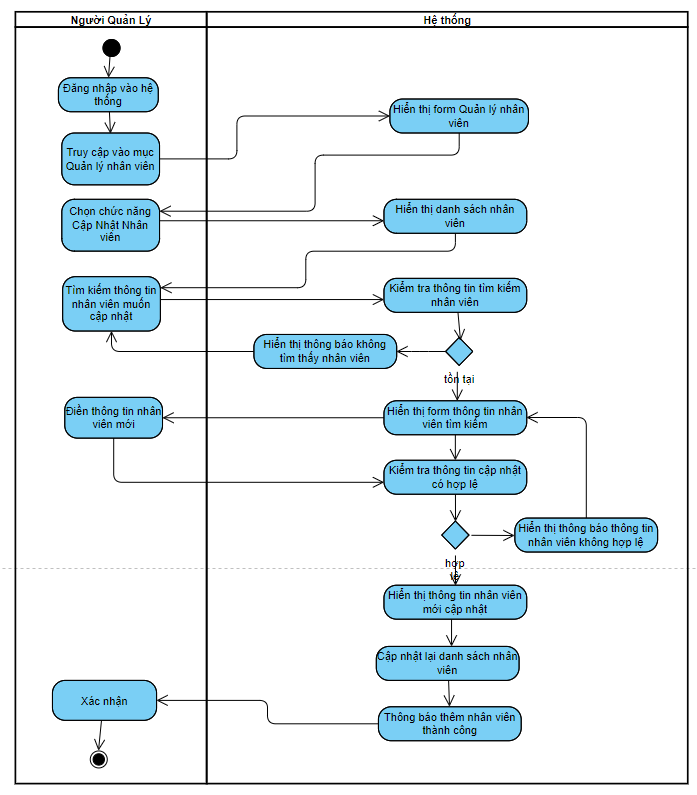 Người Quản Lý
Hệ thống
Đăng nhập vào hệ
thống
Hiển thị form Quản lý nhân
viên
Truy cập vào mục
Quản lý nhân viên
Chọn chức năng
Cập Nhật Nhân
viên
Hiển thị danh sách nhân
viên
Tìm kiếm thông tin
nhân viên muốn
cập nhật
Kiểm tra thông tin tìm kiếm
nhân viên
Hiển thị thông báo không
tìm thấy nhân viên
tồn tại
Điền thông tin nhân
viên mới
Hiển thị form thông tin nhân
viên tìm kiếm
Kiểm tra thông tin cập nhật
có hợp lệ
Hiển thị thông báo thông tin
nhân viên không hợp lệ
hợp
lệ
Hiển thị thông tin nhân viên
mới cập nhật
Cập nhật lại danh sách nhân
viên
Xác nhận
Thông báo thêm nhân viên
thành công